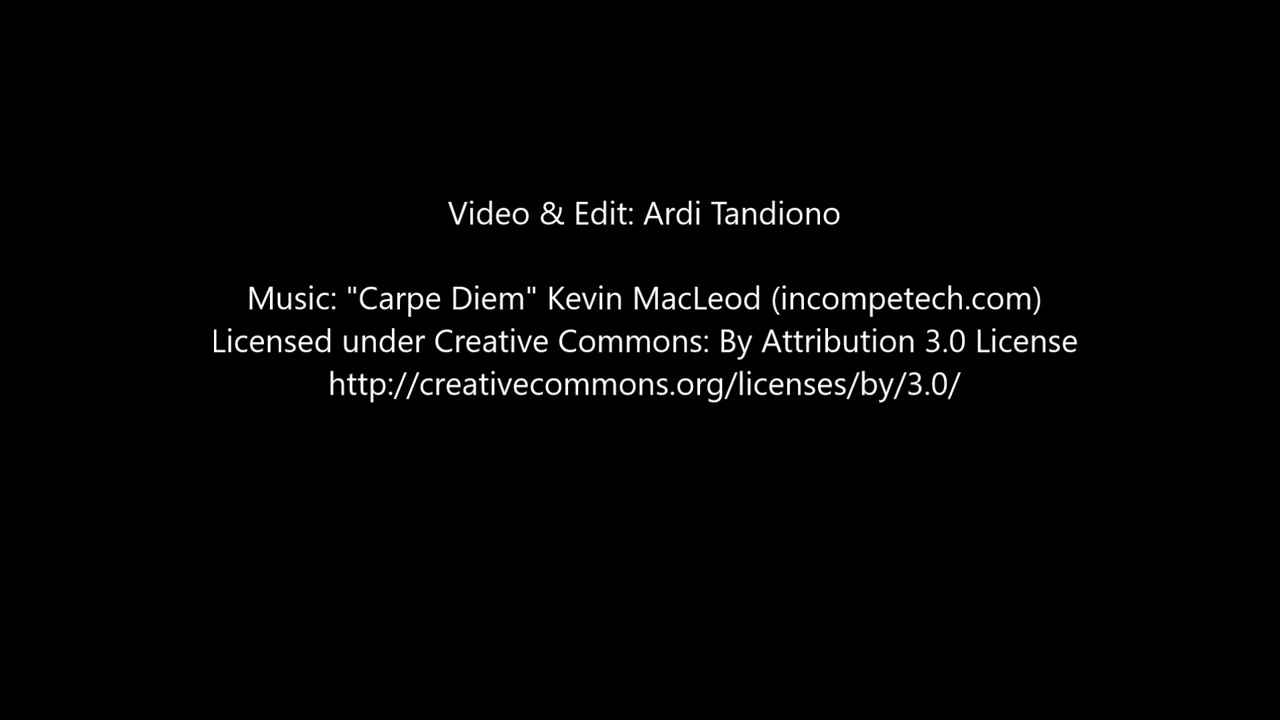 Video & Edit: Ardi Tandiono
Music: "Carpe Diem" Kevin MacLeod (incompetech.com)
Licensed under Creative Commons: By Attribution 3.0 License
http://creativecommons.org/licenses/by/3.0/